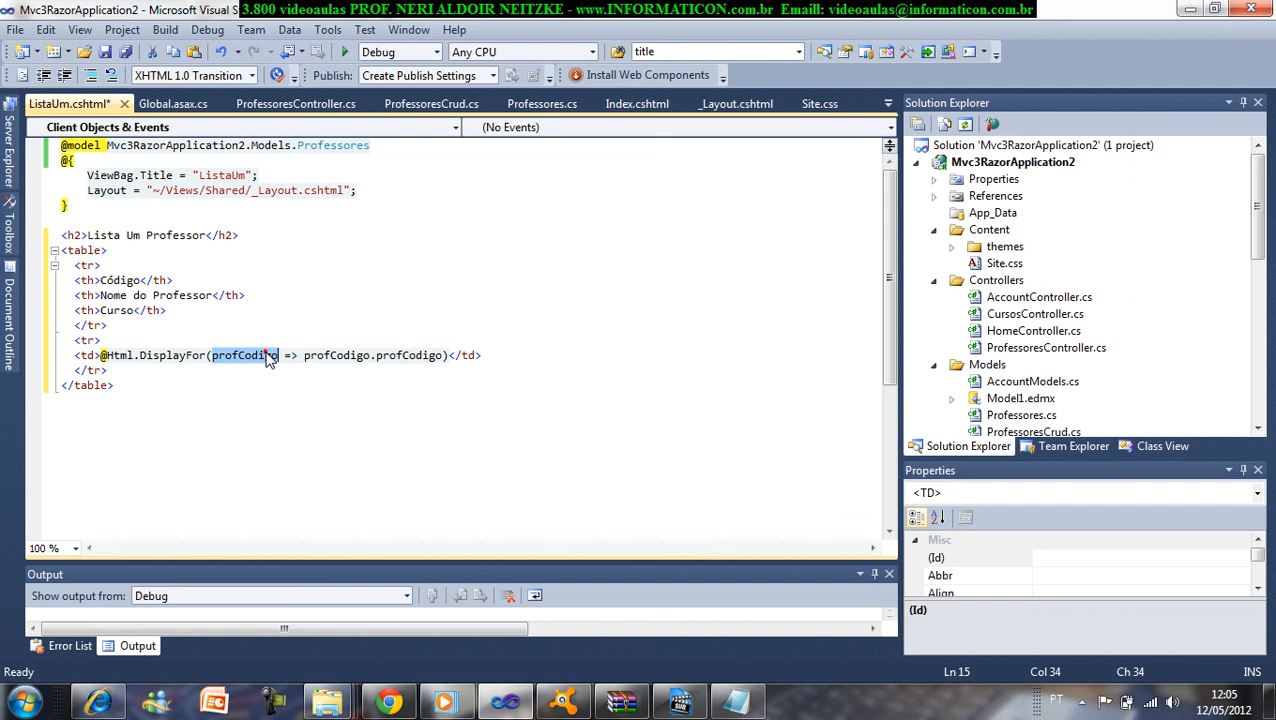 Mvc3RazorApplication2 - Microsoft Visual S
3.800 videoaulas PROF. NERI ALDOIR NEITZKE - www.INFORMATICON.com.br Email: videoaulas@informaticon.com.br
File Edit View Project Build Debug Team Data Tools Test Window Help
Debug Any CPU title
XHTML 1.0 Transition Publish: Create Publish Settings Install Web Components
ListaUm.cshtml* Global.asax.cs ProfessoresController.cs ProfessoresCrud.cs Professores.cs Index.cshtml _Layout.cshtml Site.css
Client Objects & Events (No Events)
Server Explorer
Toolbox
Document Outline
@model Mvc3RazorApplication2.Models.Professores
@{
ViewBag.Title = "ListaUm";
Layout = "~/Views/Shared/_Layout.cshtml";
}
<h2>Lista Um Professor</h2>
<table>
<tr>
<th>Código</th>
<th>Nome do Professor</th>
<th>Curso</th>
</tr>
<tr>
<td>@Html.DisplayFor(profCodigo => profCodigo.profCodigo)</td>
</tr>
</table>
100 %
Output
Show output from: Debug
Error List Output
Solution Explorer
Solution 'Mvc3RazorApplication2' (1 project)
Mvc3RazorApplication2
Properties
References
App_Data
Content
themes
Site.css
Controllers
AccountController.cs
CursosController.cs
HomeController.cs
ProfessoresController.cs
Models
AccountModels.cs
Model1.edmx
Professores.cs
ProfessoresCrud.cs
Solution Explorer Team Explorer Class View
Properties
<TD>
Misc
(Id)
Abbr
Align
(Id)
Ready Ln 15 Col 34 Ch 34 INS
PT 12:05
12/05/2012